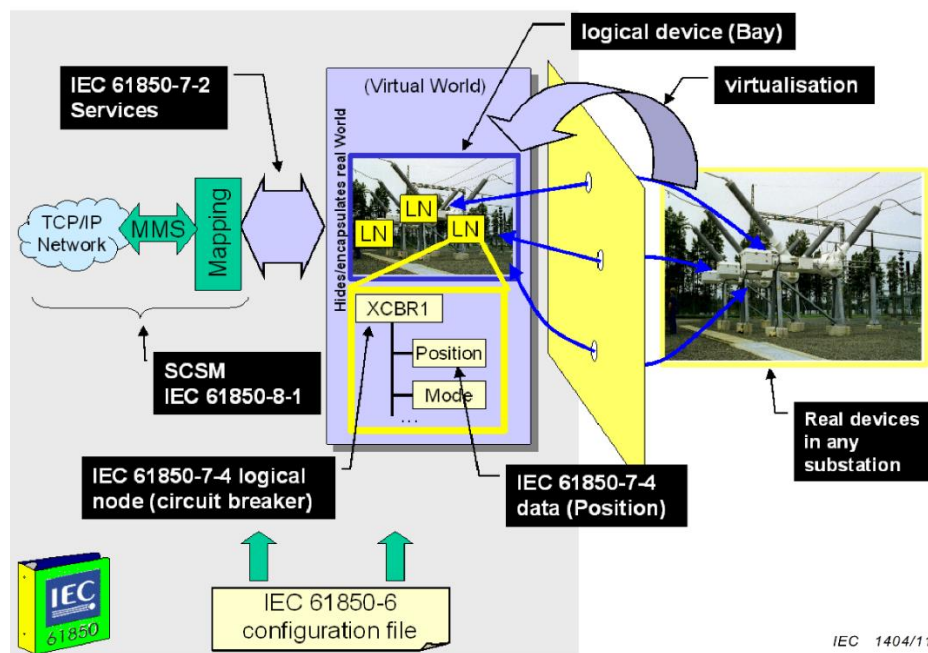 logical device (Bay)
IEC 61850-7-2
Services
(Virtual World)
virtualisation
Hides/encapsulates real World
TCP/IP
Network
MMS
Mapping
LN
LN
LN
XCBR1
Position
Mode
...
SCSM
IEC 61850-8-1
Real devices
in any
substation
IEC 61850-7-4 logical
node (circuit breaker)
IEC 61850-7-4
data (Position)
IEC
61850
IEC 61850-6
configuration file
IEC 1404/11